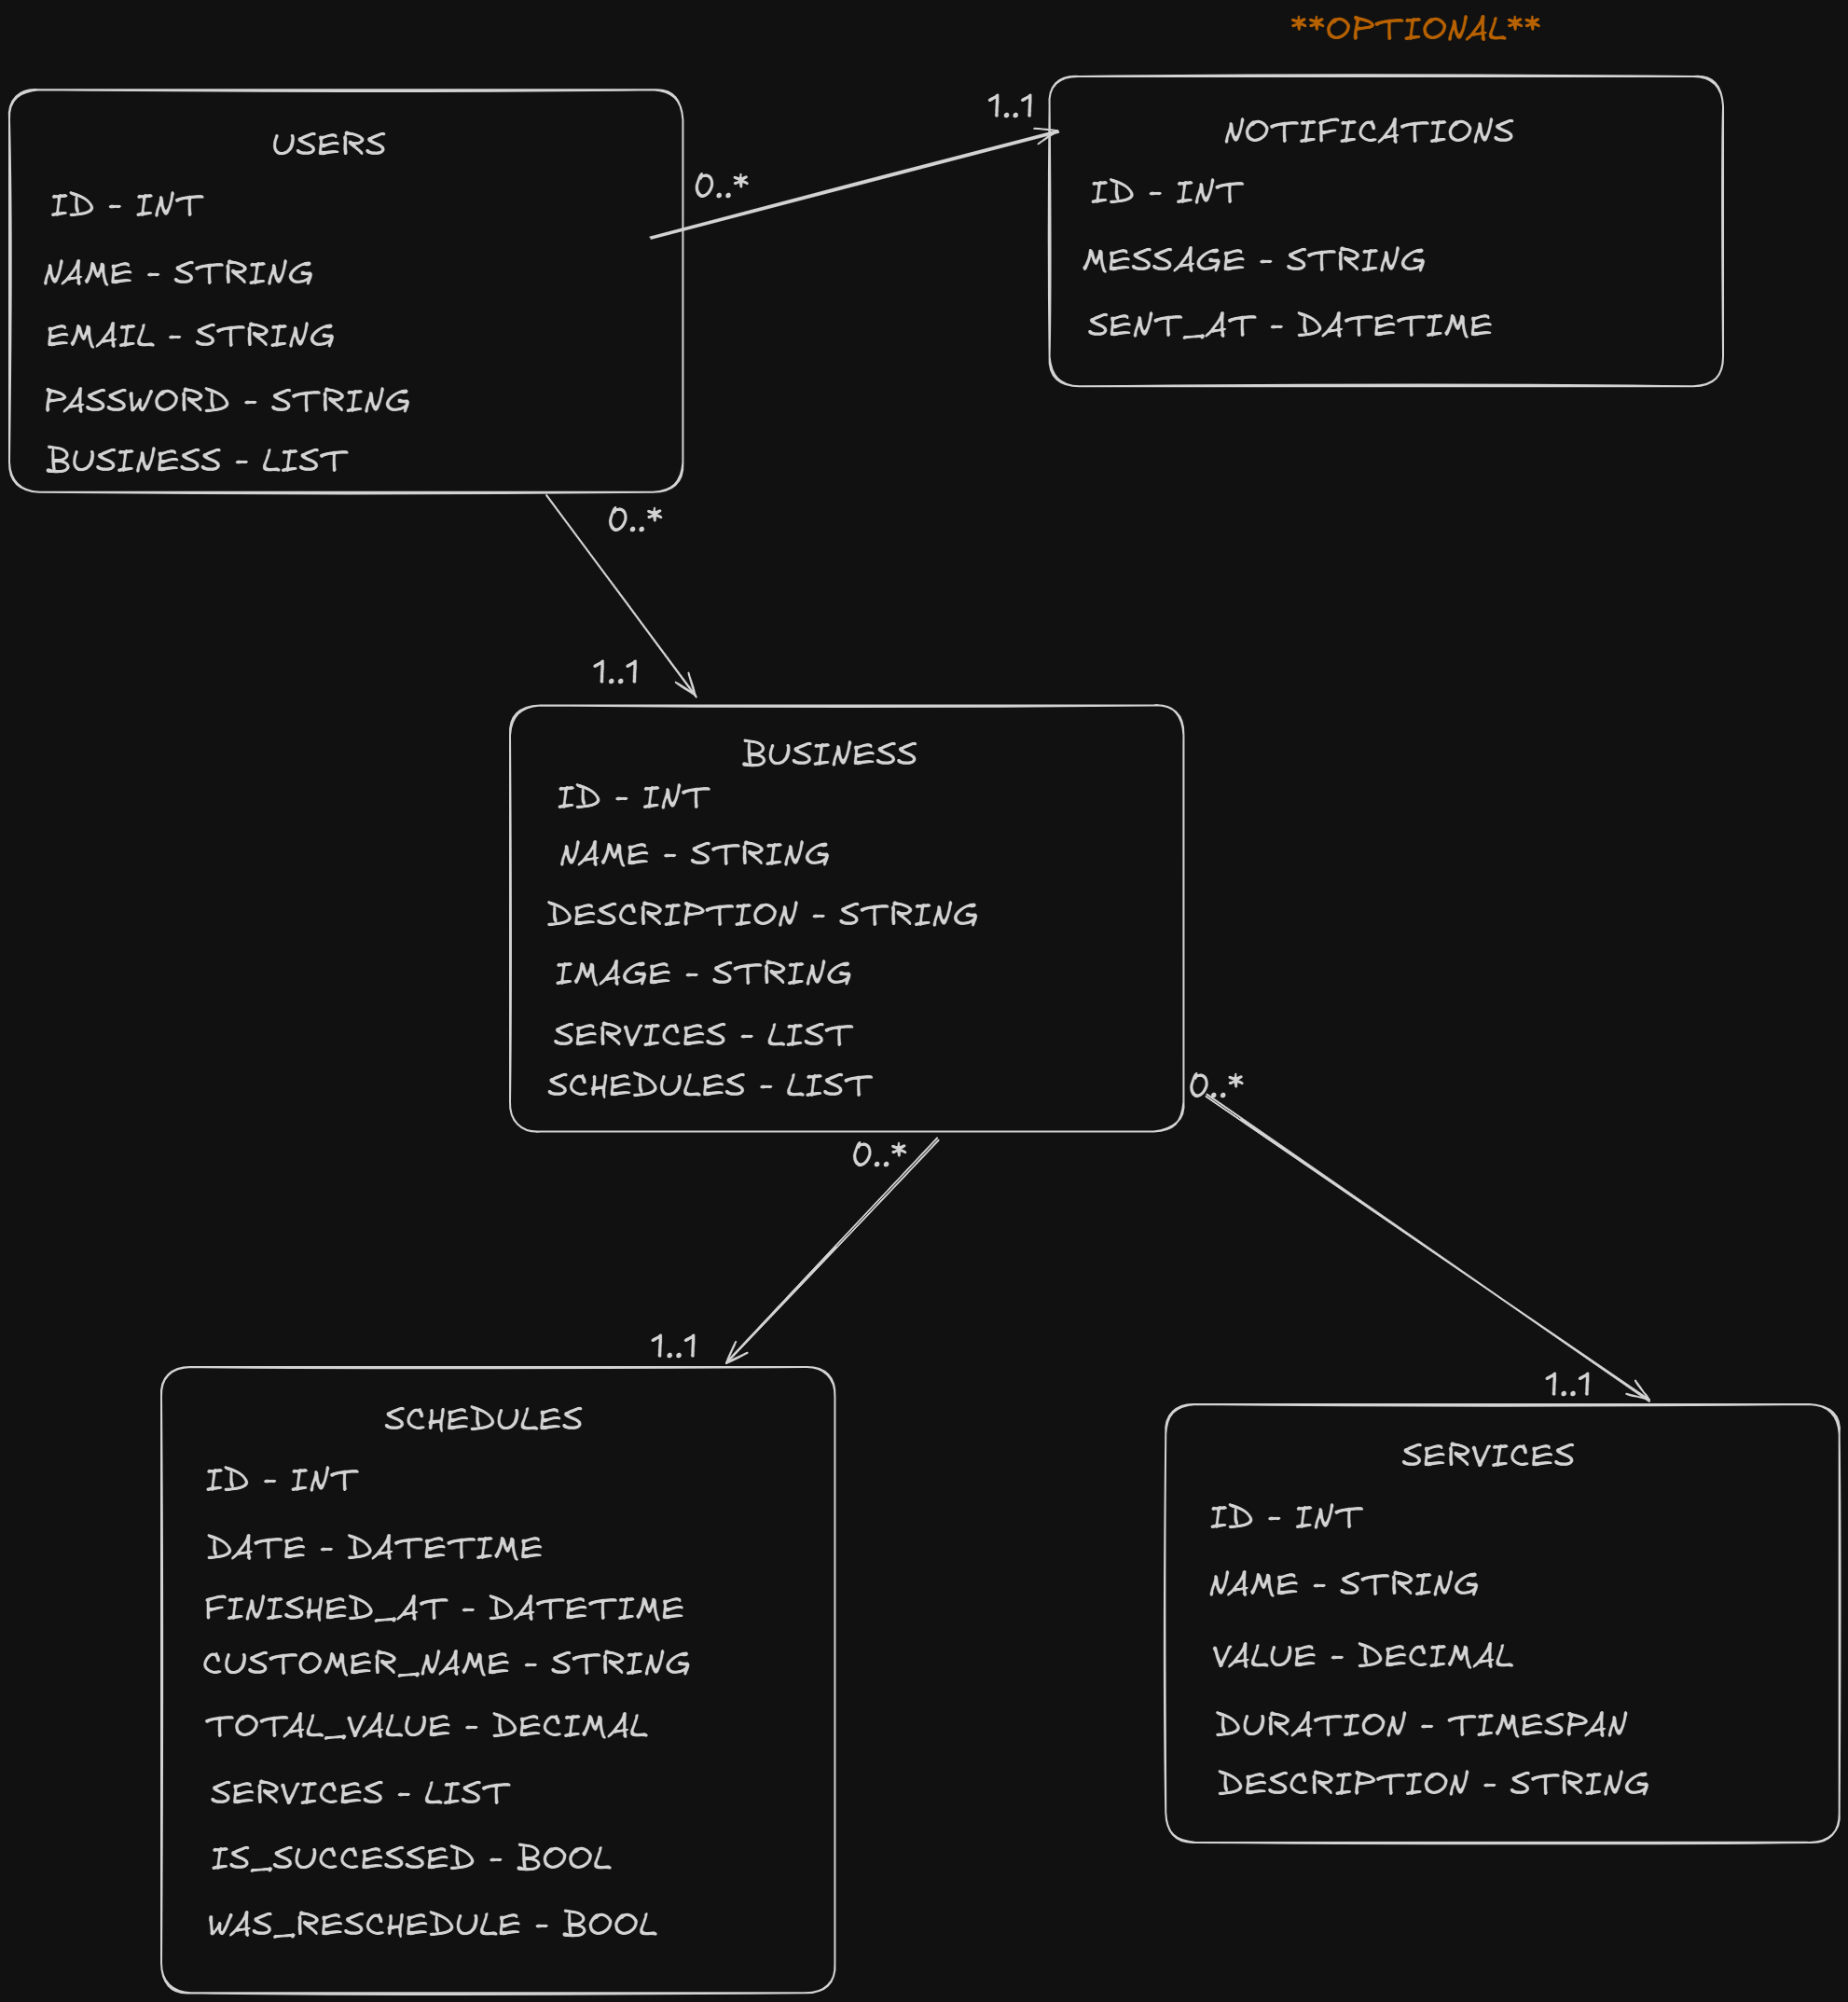 **OPTIONAL**
USERS
ID - INT
NAME - STRING
EMAIL - STRING
PASSWORD - STRING
BUSINESS - LIST
0..*
1..1
NOTIFICATIONS
ID - INT
MESSAGE - STRING
SENT_AT - DATETIME
0..*
1..1
BUSINESS
ID - INT
NAME - STRING
DESCRIPTION - STRING
IMAGE - STRING
SERVICES - LIST
SCHEDULES - LIST
0..*
0..*
1..1
1..1
SCHEDULES
ID - INT
DATE - DATETIME
FINISHED_AT - DATETIME
CUSTOMER_NAME - STRING
TOTAL_VALUE - DECIMAL
SERVICES - LIST
IS_SUCCESSED - BOOL
WAS_RESCHEDULE - BOOL
SERVICES
ID - INT
NAME - STRING
VALUE - DECIMAL
DURATION - TIMESPAN
DESCRIPTION - STRING